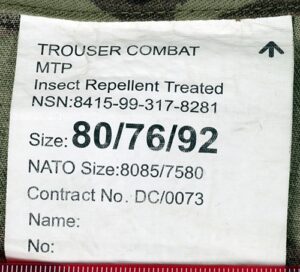 TROUSER COMBAT
MTP
Insect Repellent Treated
NSN:8415-99-317-8281
Size: 80/76/92
NATO Size:8085/7580
Contract No. DC/0073
Name:
No: